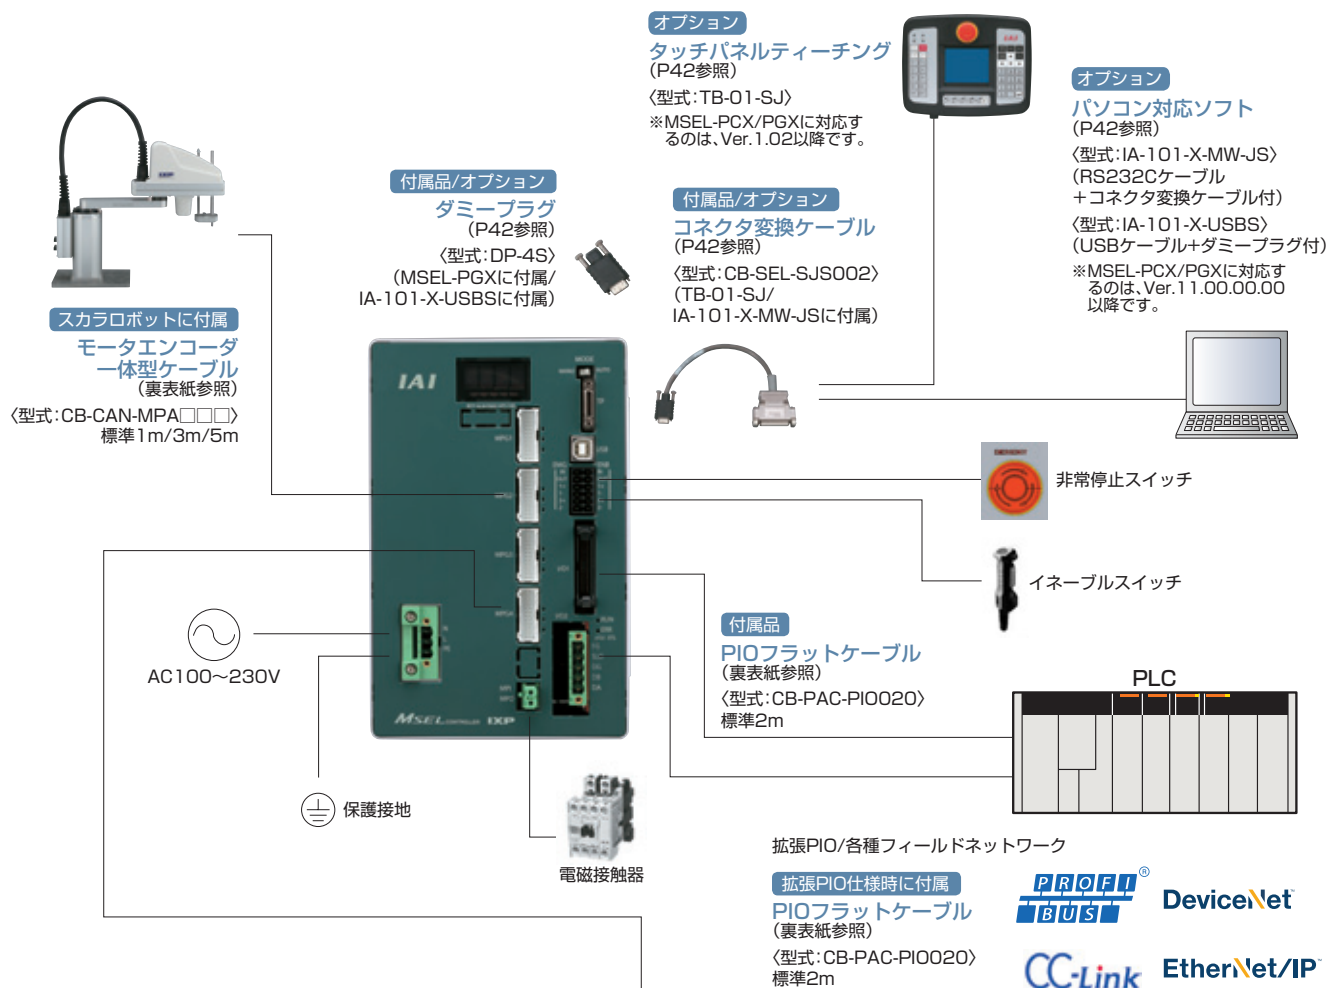 オプション
タッチパネルティーチング
(P42参照)
〈型式:TB-01-SJ〉
※MSEL-PCX/PGXに対応す
るのは、Ver.1.02以降です。
オプション
パソコン対応ソフト
(P42参照)
〈型式:IA-101-X-MW-JS〉
(RS232Cケーブル
+コネクタ変換ケーブル付)
〈型式:IA-101-X-USBS〉
(USBケーブル+ダミープラグ付)
※MSEL-PCX/PGXに対応す
るのは、Ver.11.00.00.00
以降です。
付属品/オプション
ダミープラグ
(P42参照)
〈型式:DP-4S〉
(MSEL-PGXに付属/
IA-101-X-USBSに付属)
付属品/オプション
コネクタ変換ケーブル
(P42参照)
〈型式:CB-SEL-SJS002〉
(TB-01-SJ/
IA-101-X-MW-JSに付属)
スカラロボットに付属
モータエンコーダ
一体型ケーブル
(裏表紙参照)
〈型式:CB-CAN-MPA□□□〉
標準1m/3m/5m
IAI
MODE
TP
USB
MSEL CONTROLLER IXP
非常停止スイッチ
イネーブルスイッチ
AC100〜230V
保護接地
電磁接触器
付属品
PIOフラットケーブル
(裏表紙参照)
〈型式:CB-PAC-PIO020〉
標準2m
PLC
拡張PIO/各種フィールドネットワーク
拡張PIO仕様時に付属
PIOフラットケーブル
(裏表紙参照)
〈型式:CB-PAC-PIO020〉
標準2m
PROFI
BUS
®
DeviceNet
CC-Link
EtherNet/IP